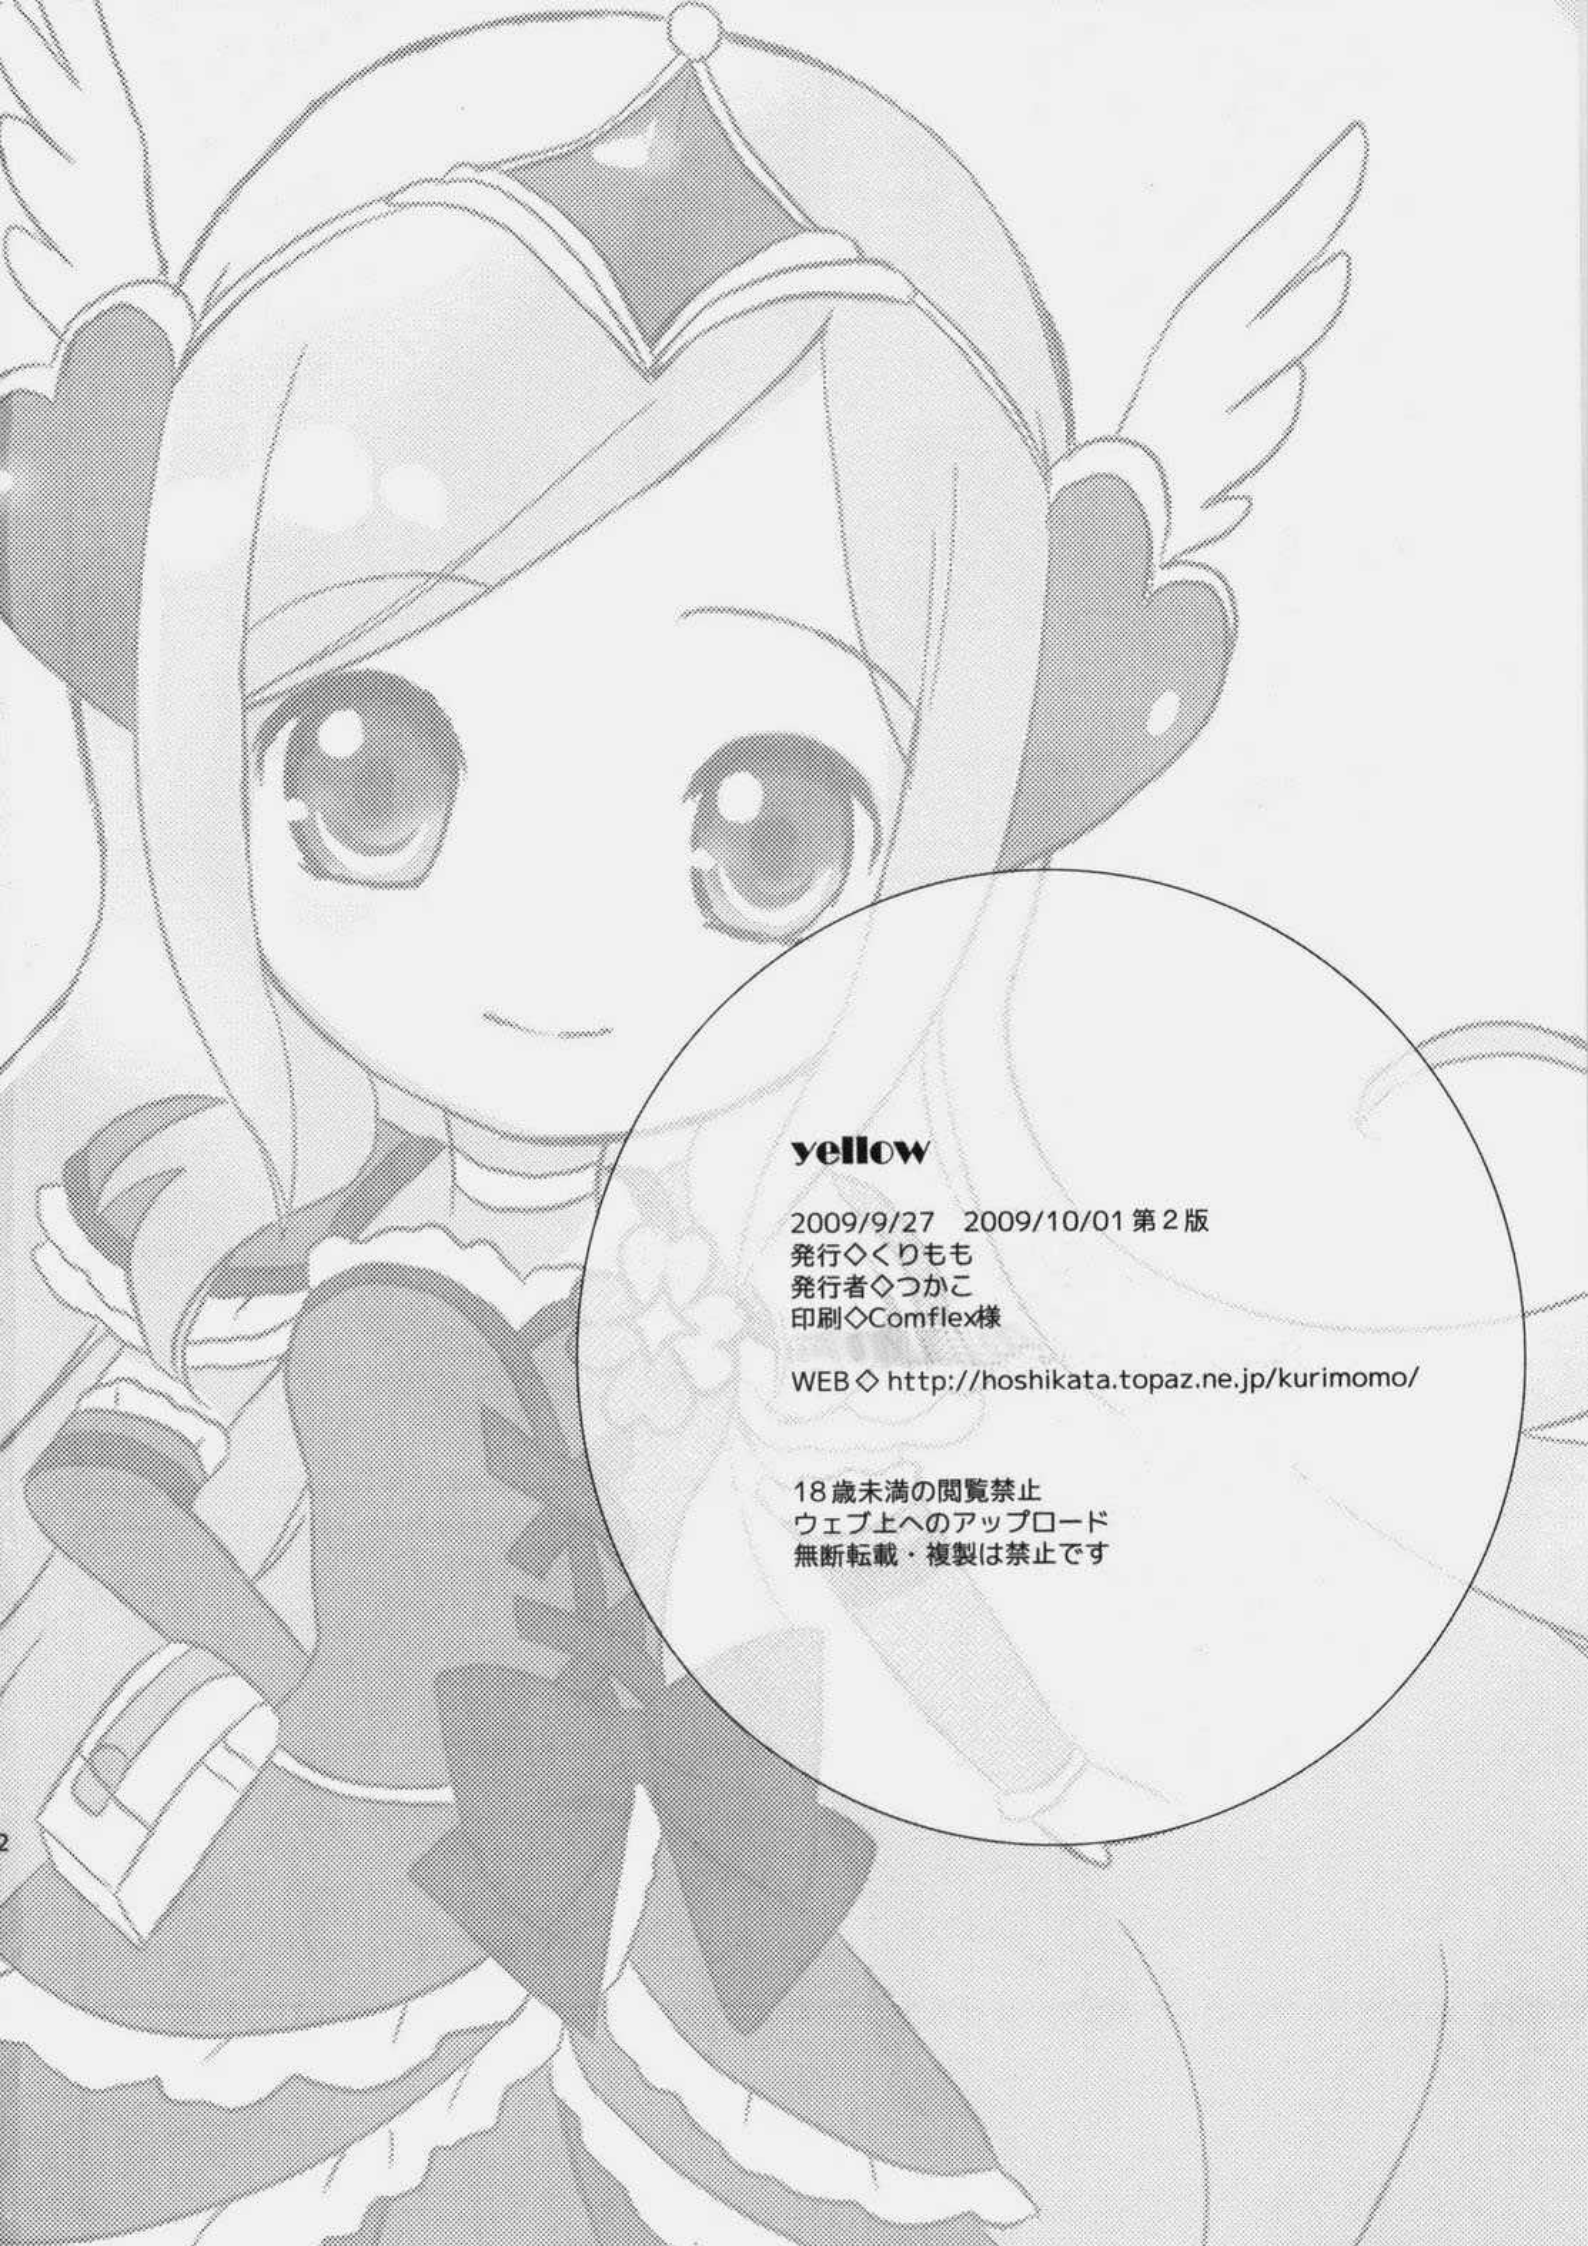 yellow
2009/9/27　2009/10/01第２版
発行◇くりもも
発行者◇つかこ
印刷◇Comflex様
WEB◇ http://hoshikata.topaz.ne.jp/kurimomo/
18歳未満の閲覧禁止
ウェブ上へのアップロード
無断転載・複製は禁止です
2